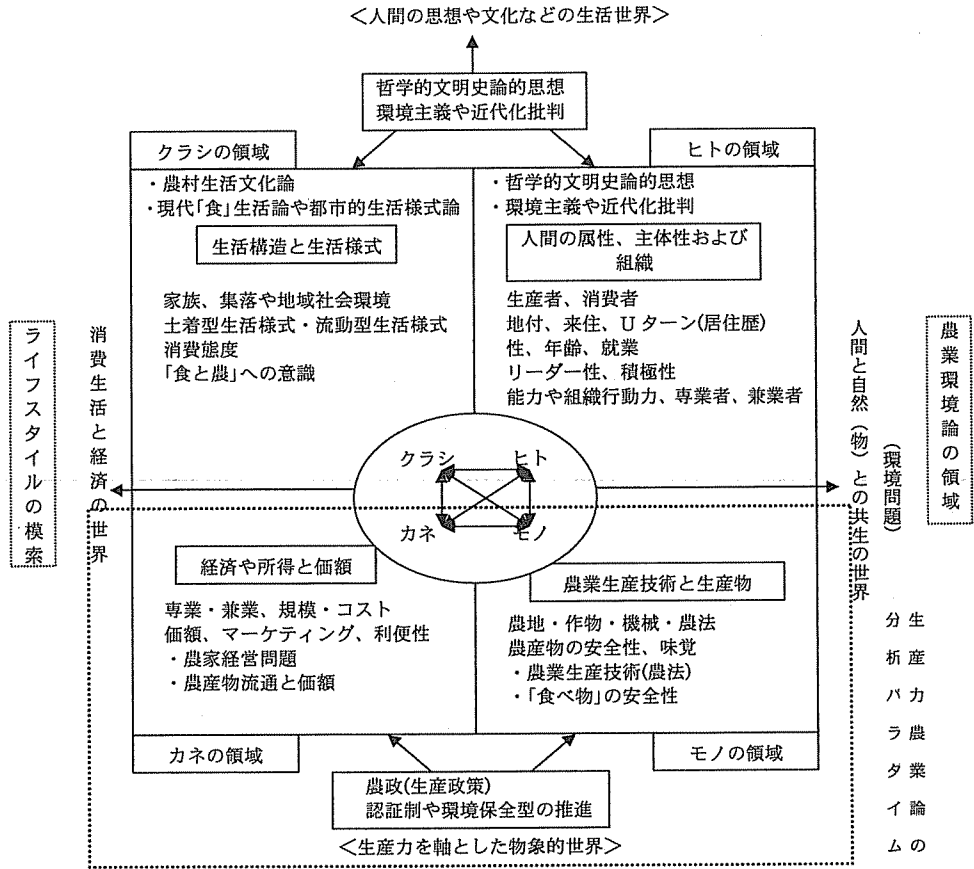 ＜人間の思想や文化などの生活世界＞
哲学的文明史論的思想
環境主義や近代化批判
クラシの領域
ヒトの領域
・農村生活文化論
・現代「食」生活論や都市的生活様式論
生活構造と生活様式
家族、集落や地域社会環境
土着型生活様式・流動型生活様式
消費態度
「食と農」への意識
・哲学的文明史論的思想
・環境主義や近代化批判
人間の属性、主体性および
組織
生産者、消費者
地付、来住、Uターン(居住歴)
性、年齢、就業
リーダー性、積極性
能力や組織行動力、専業者、兼業者
ライフスタイルの模索
消費生活と経済の世界
クラシ
ヒト
カネ
モノ
人間と自然（物）との共生の世界
（環境問題）
農業環境論の領域
経済や所得と価額
専業・兼業、規模・コスト
価額、マーケティング、利便性
・農家経営問題
・農産物流通と価額
農業生産技術と生産物
農地・作物・機械・農法
農産物の安全性、味覚
・農業生産技術(農法)
・「食べ物」の安全性
生産力農業論の
分析パラダイム
カネの領域
モノの領域
農政(生産政策)
認証制や環境保全型の推進
＜生産力を軸とした物象的世界＞